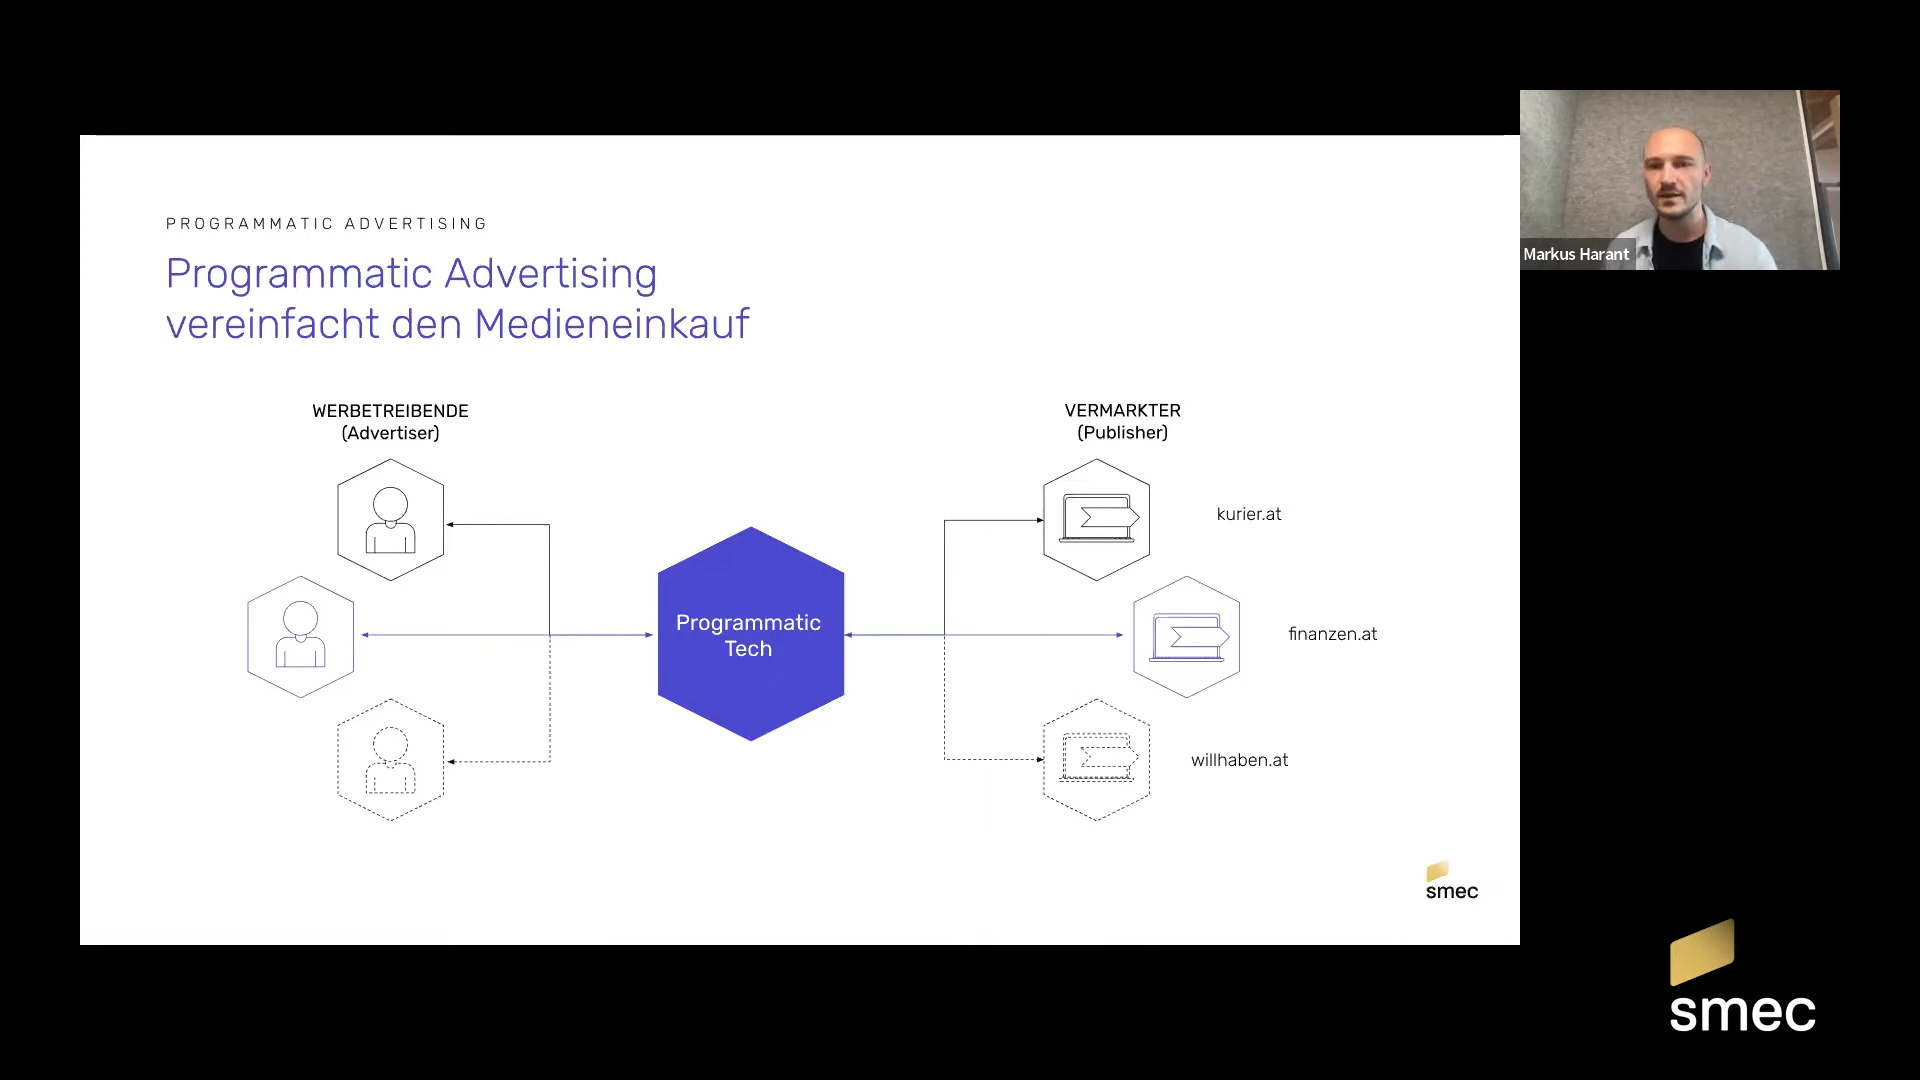 Markus Harant
PROGRAMMATIC ADVERTISING
Programmatic Advertising
vereinfacht den Medieneinkauf
WERBETREIBENDE
(Advertiser)
VERMARKTER
(Publisher)
kurier.at
Programmatic
Tech
finanzen.at
willhaben.at
smec
smec